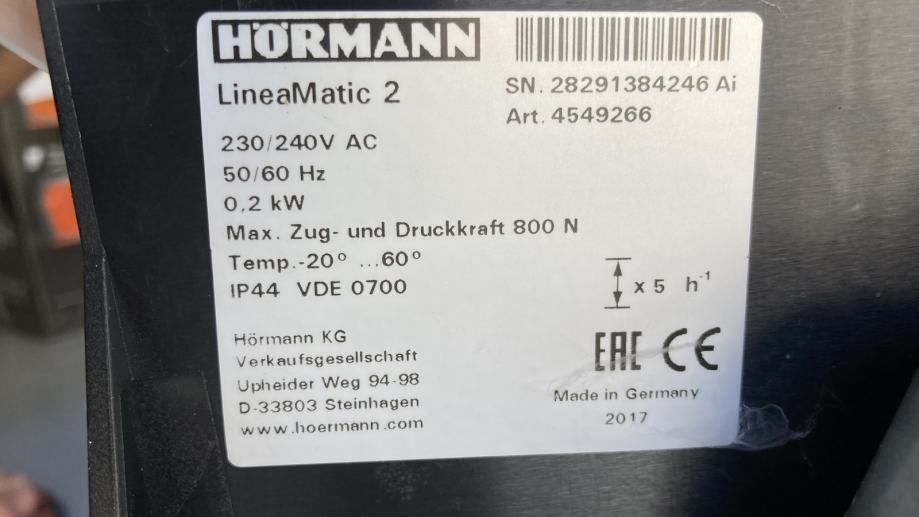 HÖRMANN
LineaMatic 2
SN. 28291384246 Ai
Art. 4549266
230/240V AC
50/60 Hz
0,2 kW
Max. Zug- und Druckkraft 800 N
Temp.-20° ...60°
IP44 VDE 0700
x 5 h⁻¹
Hörmann KG
Verkaufsgesellschaft
Upheider Weg 94-98
D-33803 Steinhagen
www.hoermann.com
EAC CE
Made in Germany
2017